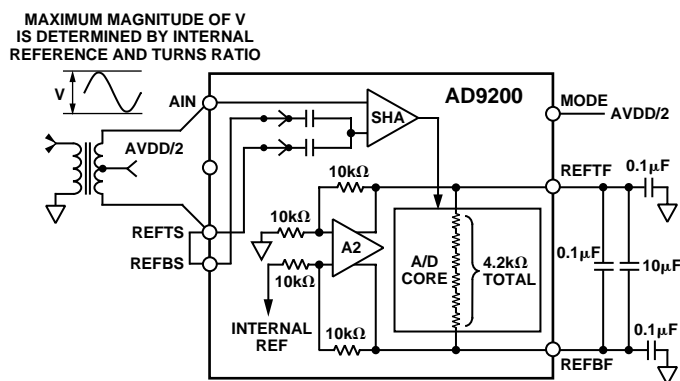 MAXIMUM MAGNITUDE OF V
IS DETERMINED BY INTERNAL
REFERENCE AND TURNS RATIO
V
AIN
AD9200
MODE
AVDD/2
SHA
AVDD/2
10kΩ
REFTF
0.1μF
10kΩ
REFTS
REFBS
A2
10kΩ
A/D
CORE
4.2kΩ
TOTAL
0.1μF
10μF
INTERNAL
REF
10kΩ
0.1μF
REFBF